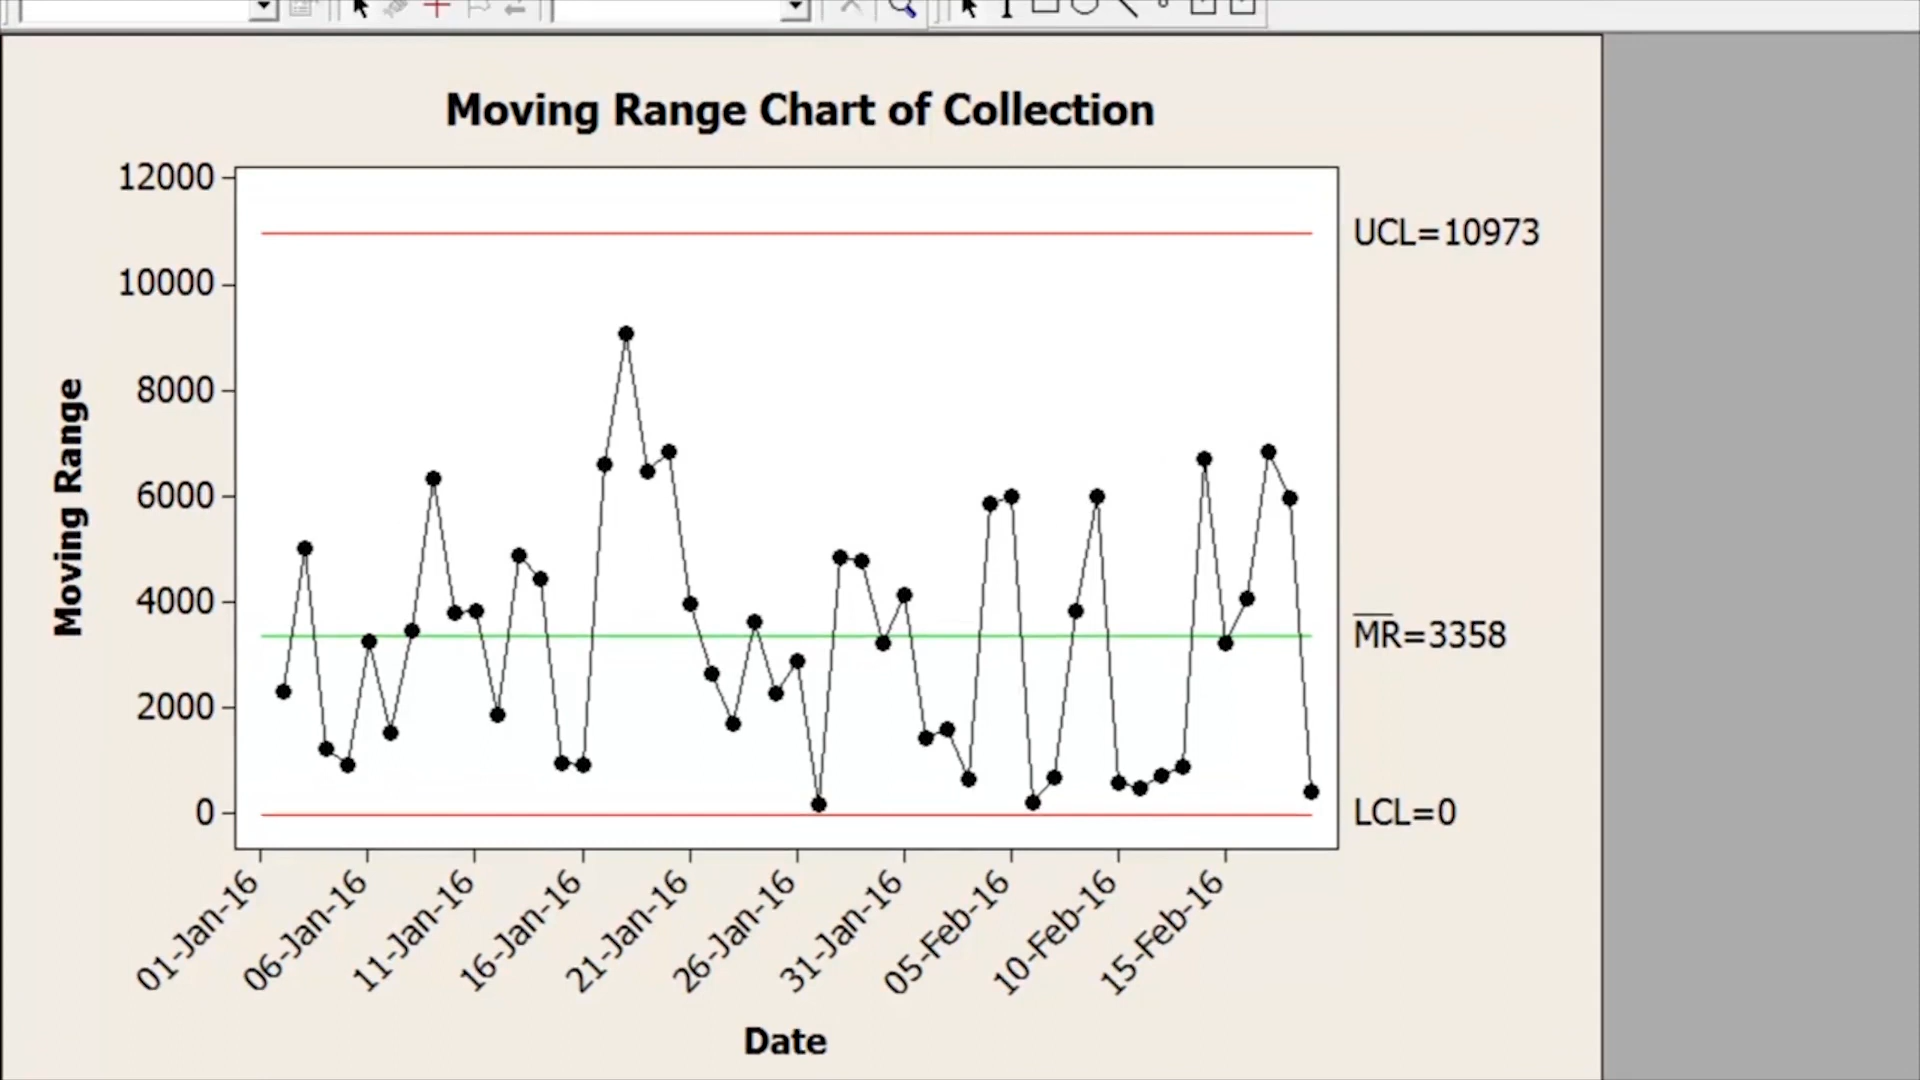 Moving Range Chart of Collection
12000
10000
8000
6000
4000
2000
0
Moving Range
UCL=10973
M̅R̅=3358
LCL=0
01-Jan-16
06-Jan-16
11-Jan-16
16-Jan-16
21-Jan-16
26-Jan-16
31-Jan-16
05-Feb-16
10-Feb-16
15-Feb-16
Date